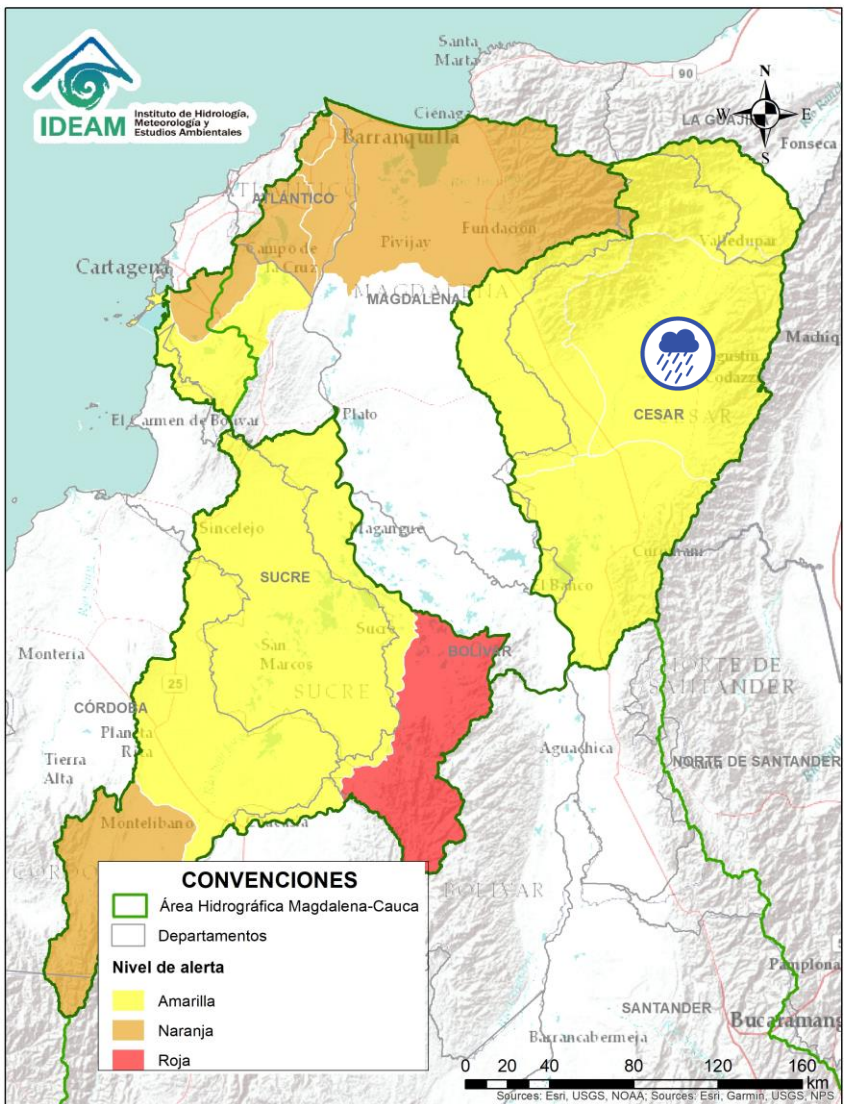 IDEAM
Instituto de Hidrología,
Meteorología y
Estudios Ambientales
Santa
Marta
90
N
W
E
S
LA GUAJIRA
Ciénaga
Fonseca
Barranquilla
ATLÁNTICO
Fundación
Valledupar
Pivijay
Campo de
la Cruz
Cartagena
MAGDALENA
Codazzi
CESAR
El Carmen de Bolívar
Plato
Sincelejo
Magangue
SUCRE
El Banco
Sucre
San
Marcos
BOLÍVAR
Montería
SUCRE
NORTE DE
SANTANDER
25
CÓRDOBA
Planeta
Rica
Aguachica
Tierra
Alta
NORTE DE SANTANDER
Montelíbano
BOLÍVAR
CONVENCIONES
Área Hidrográfica Magdalena-Cauca
Departamentos
Nivel de alerta
Amarilla
Naranja
Roja
Pamplona
SANTANDER
Bucaramang
Barrancabermeja
0 20 40 80 120 160
km
Sources: Esri, USGS, NOAA; Sources: Esri, Garmin, USGS, NPS